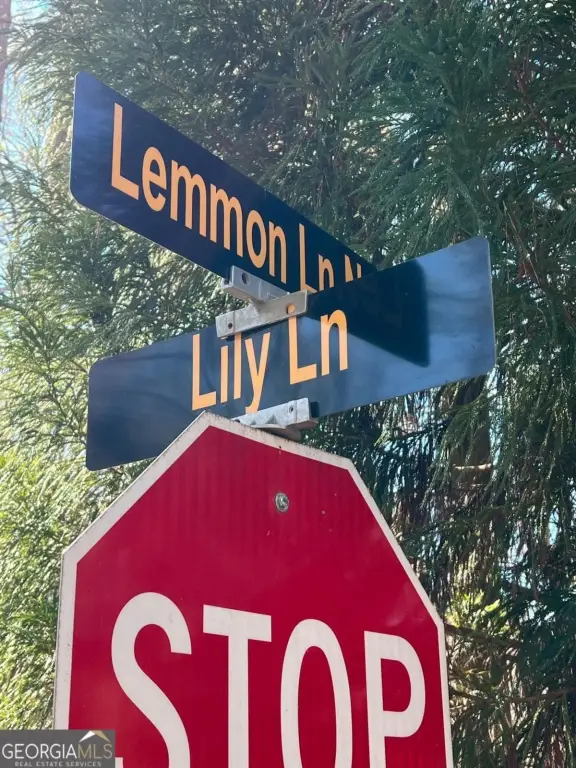 Lemmon Ln
Lily Ln
STOP
GEORGIAMLS
REAL ESTATE SERVICES